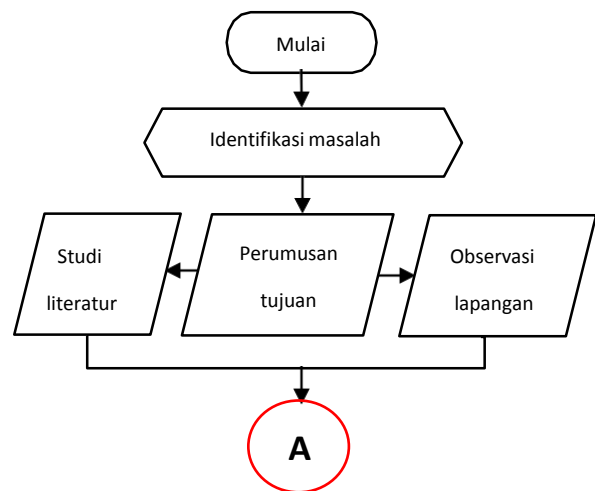 Mulai
Identifikasi masalah
Studi
literatur
Perumusan
tujuan
Observasi
lapangan
A